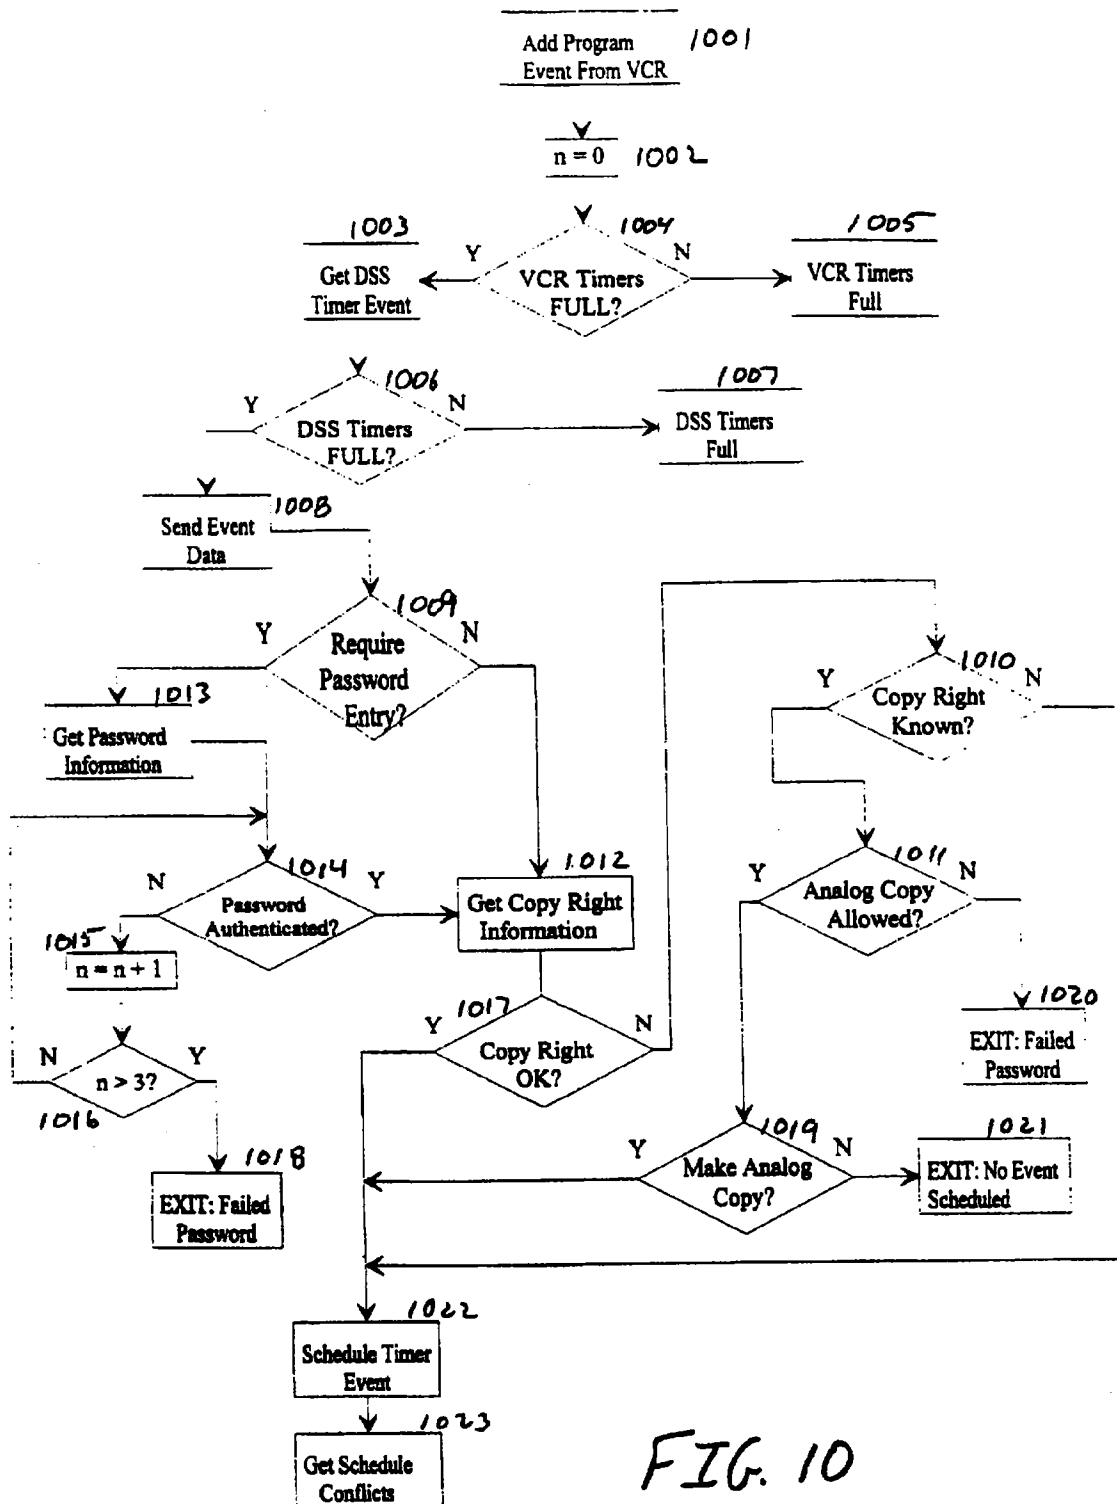 Add Program
Event From VCR
1001
n = 0
1002
1003
1004
1005
Y
N
Get DSS
Timer Event
VCR Timers
FULL?
VCR Timers
Full
1006
1007
Y
N
DSS Timers
FULL?
DSS Timers
Full
1008
Send Event
Data
1009
Y
N
Require
Password
Entry?
1010
Y
N
Copy Right
Known?
1013
Get Password
Information
1014
N
Y
Password
Authenticated?
1012
Get Copy Right
Information
1011
Y
N
Analog Copy
Allowed?
1015
n = n + 1
1017
Y
N
Copy Right
OK?
1020
EXIT: Failed
Password
N
Y
n > 3?
1016
1019
Y
N
Make Analog
Copy?
1021
EXIT: No Event
Scheduled
1018
EXIT: Failed
Password
1022
Schedule Timer
Event
1023
Get Schedule
Conflicts
FIG. 10